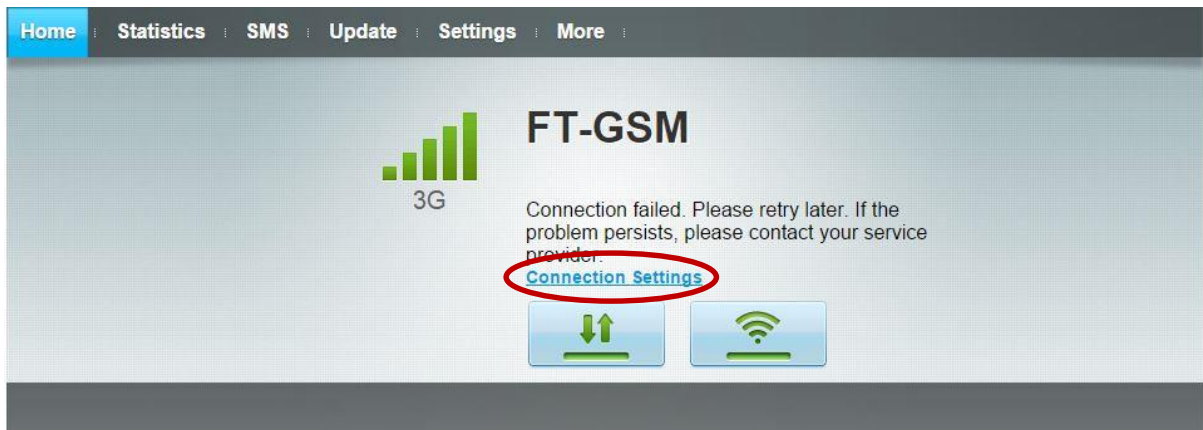 Home Statistics SMS Update Settings More
FT-GSM
3G
Connection failed. Please retry later. If the
problem persists, please contact your service
provider.
Connection Settings